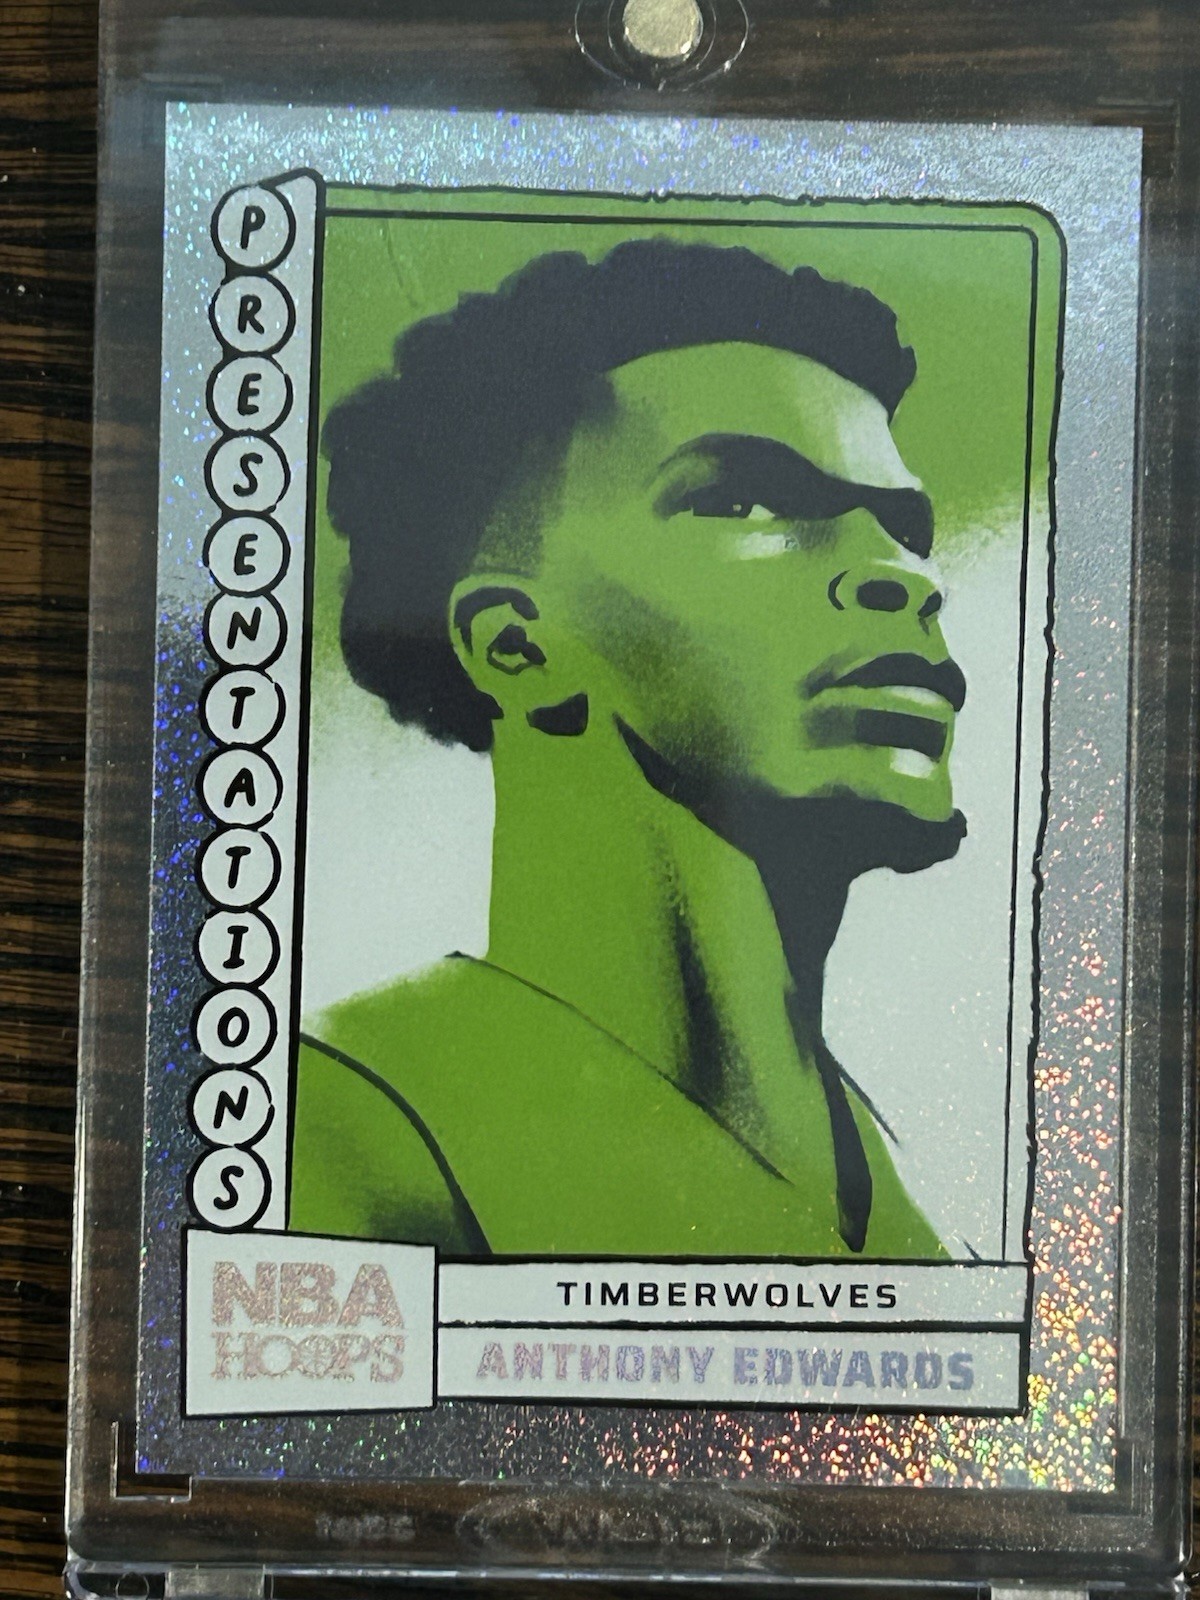 PRESENTATIONS
NBA
HOOPS
TIMBERWOLVES
ANTHONY EDWARDS